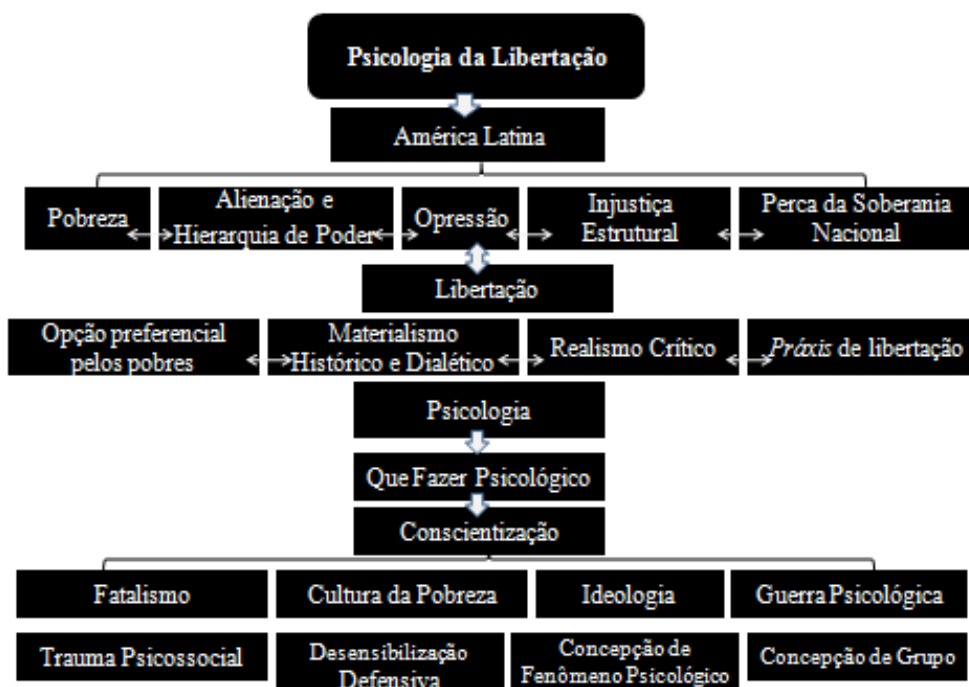 Psicologia da Libertação
América Latina
Pobreza
Alienação e
Hierarquia de Poder
Opressão
Injustiça
Estrutural
Perca da Soberania
Nacional
Libertação
Opção preferencial
pelos pobres
Materialismo
Histórico e Dialético
Realismo Crítico
Práxis de libertação
Psicologia
Que Fazer Psicológico
Conscientização
Fatalismo
Cultura da Pobreza
Ideologia
Guerra Psicológica
Trauma Psicossocial
Desensibilização
Defensiva
Concepção de
Fenômeno Psicológico
Concepção de Grupo